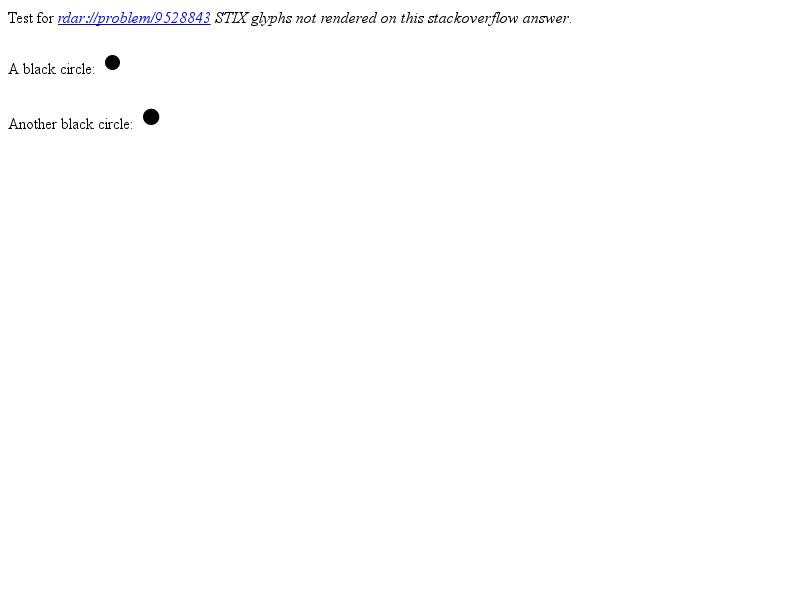 Test for rdar://problem/9528843 STIX glyphs not rendered on this stackoverflow answer.
A black circle: ●
Another black circle: ●